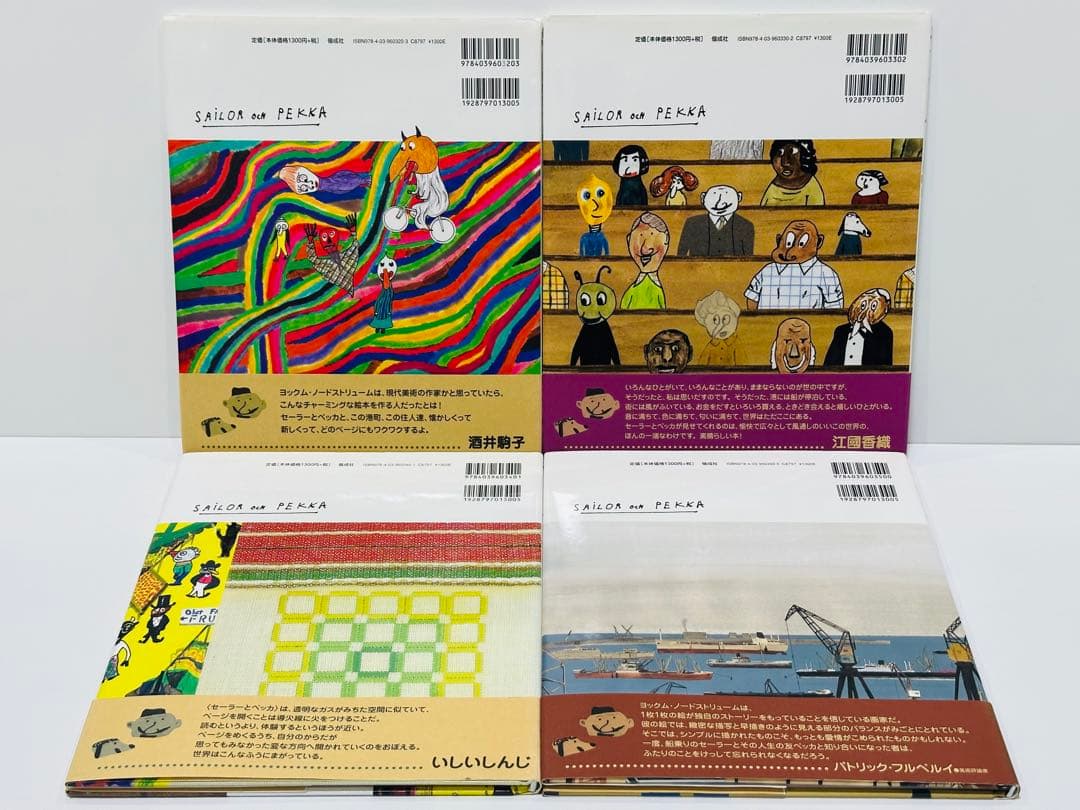 定価[本体価格1300円+税] 偕成社 ISBN978-4-03-960320-3 C8797 ¥1300E
9784039603203
1928797013005
SAILOR och PEKKA
ヨックム・ノードストリュームは、現代美術の作家かと思っていたら、
こんなチャーミングな絵本を作る人だったとは!
セーラーとペッカと、この港町、この住人達、懐かしくって
新しくって、どのページにもワクワクするよ。
酒井駒子
定価[本体価格1300円+税] 偕成社 ISBN978-4-03-960330-2 C8797 ¥1300E
9784039603302
1928797013005
SAILOR och PEKKA
いろんなひとがいて、いろんなことがあり、ままならないのが世の中ですが、
そうだったと、私は思いだすのです。そうだった、港には船が停泊している、
街には風がふいている、お金をだすといろいろ買える、ときどき会えると嬉しいひとがいる。
音に満ちて、色に満ちて、匂いに満ちて、世界はただここにある。
セーラーとペッカが見せてくれるのは、愉快で広々として風通しのいいこの世界の、
ほんの一端なわけです。素晴らしい本!
江國香織
定価[本体価格1300円+税] 偕成社 C8797 ¥1300E
9784039603401
1928797013005
SAILOR och PEKKA
FRU
〈セーラーとペッカ〉は、透明なガスがみちた空間に似ていて、
ページを開くことは導火線に火をつけることだ。
読むというより、体験するというほうが近い。
ページをめくるうち、自分のからだが
思ってもみなかった変な方向へ開かれていくのをおぼえる。
世界はこんなふうにまがっている。
いしいしんじ
定価[本体価格1300円+税] 偕成社 C8797 ¥1300E
9784039603500
1928797013005
SAILOR och PEKKA
ヨックム・ノードストリュームは、
1枚1枚の絵が独自のストーリーをもっていることを信じている画家だ。
彼の絵では、緻密な描写と早描きのように見える部分のバランスがみごとにとれている。
そこでは、シンプルに描かれたものこそ、もっとも愛情がこめられたものかもしれない。
一度、船乗りのセーラーとその人生の友ペッカと知り合いになった者は、
ふたりのことをけっして忘れられなくなるだろう。
パトリック・フルベルイ●美術評論家